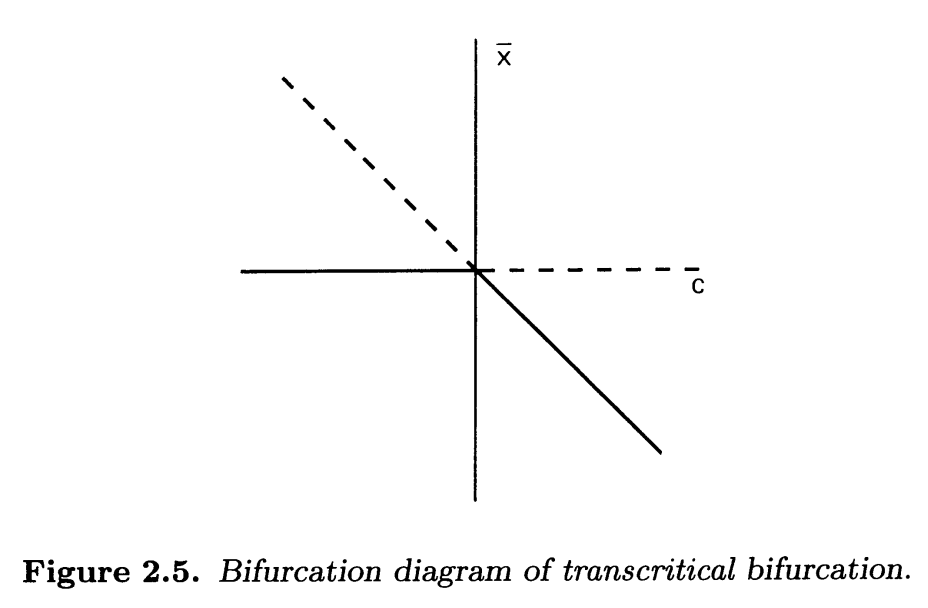 x̄
c
Figure 2.5. Bifurcation diagram of transcritical bifurcation.